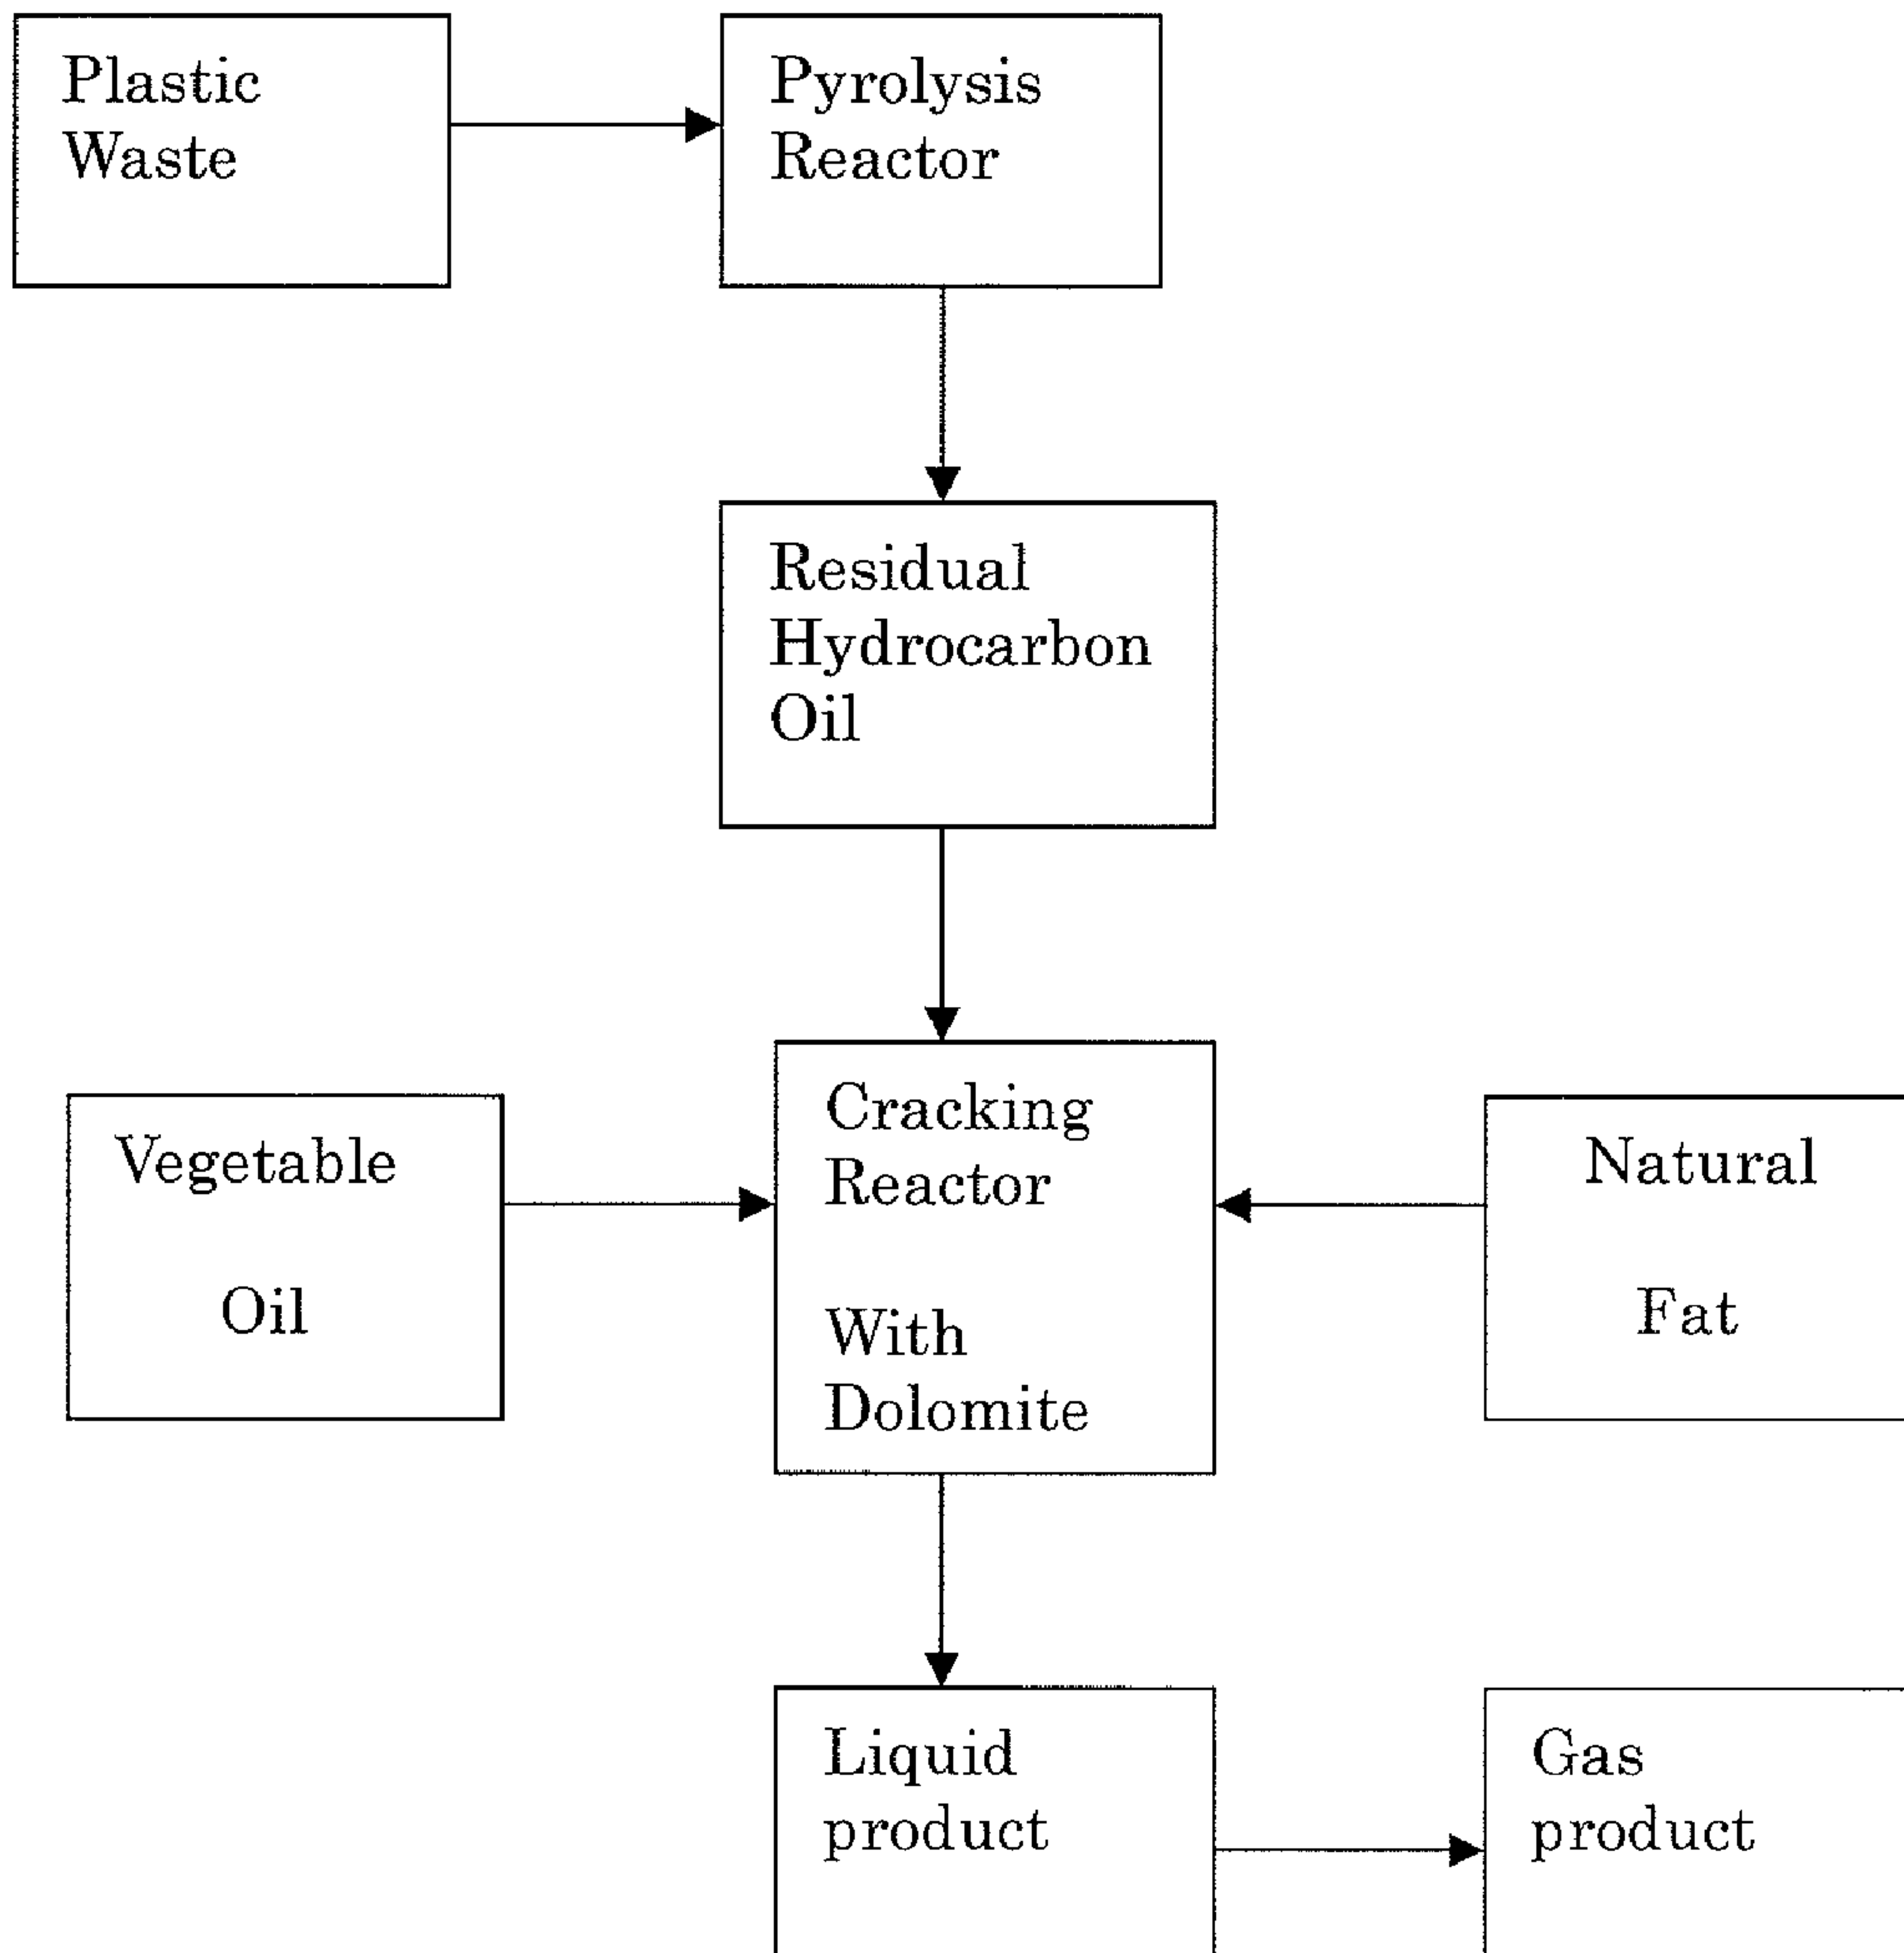 Plastic
Waste
Pyrolysis
Reactor
Residual
Hydrocarbon
Oil
Vegetable
Oil
Cracking
Reactor
With
Dolomite
Natural
Fat
Liquid
product
Gas
product